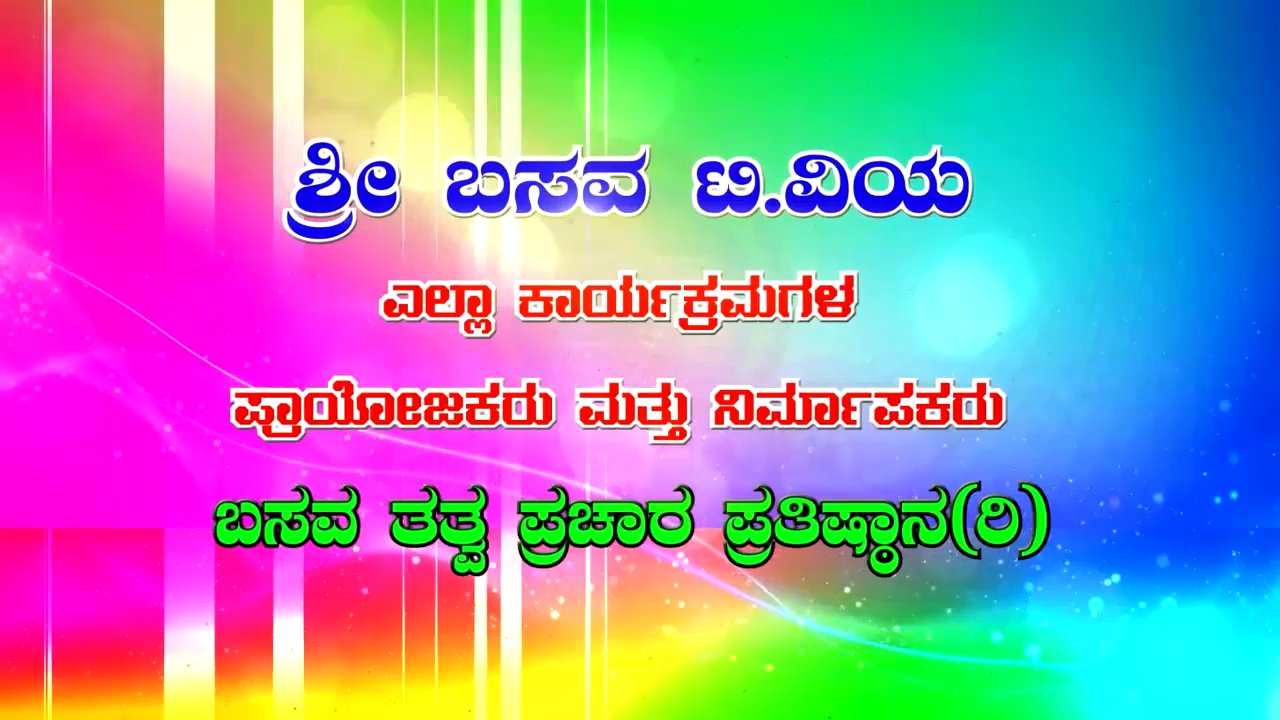 ಶ್ರೀ ಬಸವ ಟಿ.ವಿಯ
ಎಲ್ಲಾ ಕಾರ್ಯಕ್ರಮಗಳ
ಪ್ರಾಯೋಜಕರು ಮತ್ತು ನಿರ್ಮಾಪಕರು
ಬಸವ ತತ್ವ ಪ್ರಚಾರ ಪ್ರತಿಷ್ಠಾನ(ರಿ)